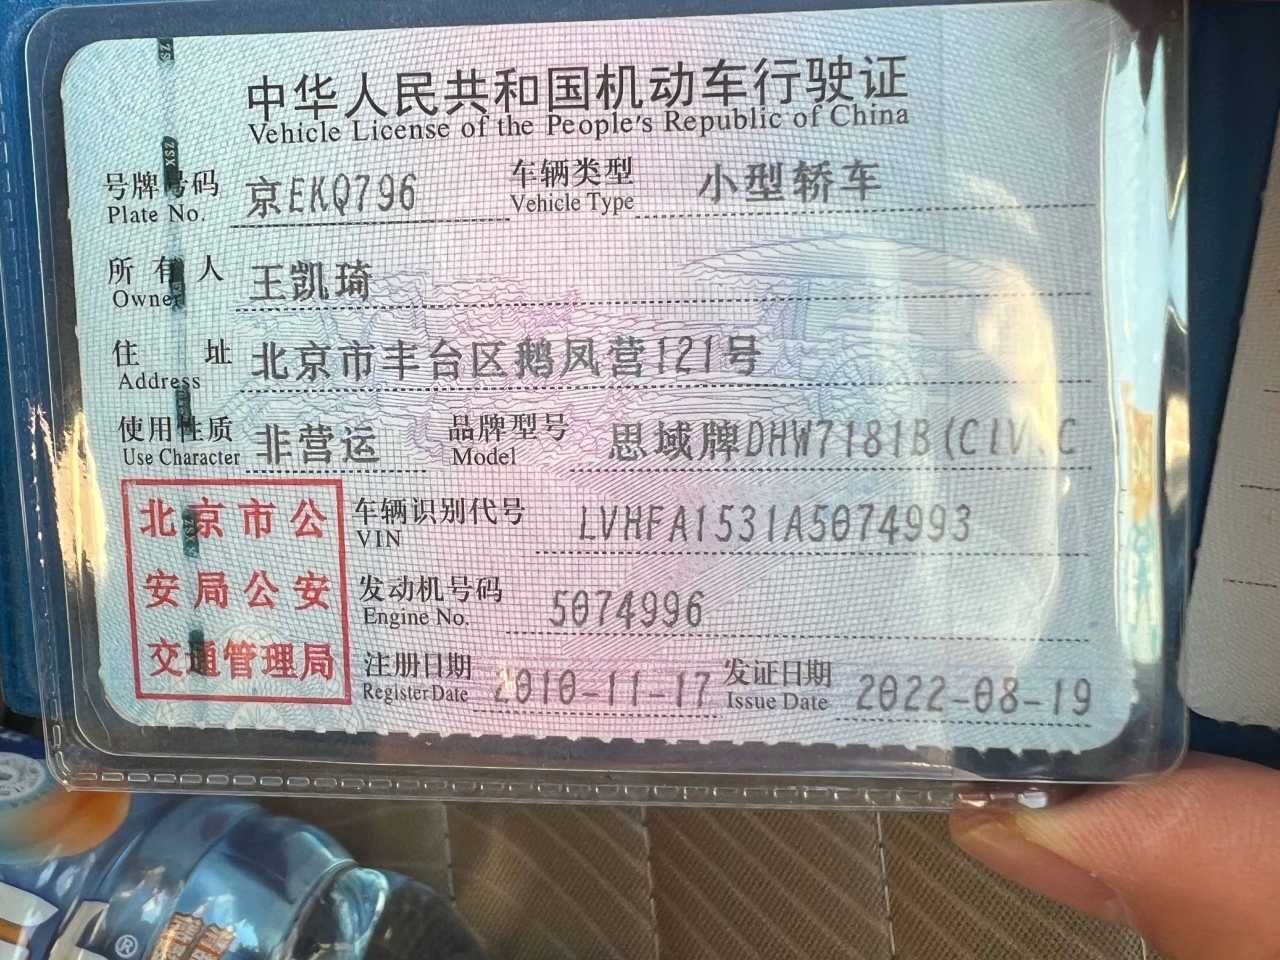 中华人民共和国机动车行驶证
Vehicle License of the People's Republic of China
号牌号码 京EKQ796 车辆类型 小型轿车
Plate No. Vehicle Type
所有人 王凯琦
Owner
住址 北京市丰台区鹅凤营121号
Address
使用性质 非营运 品牌型号 思域牌DHW7181B(CIVIC
Use Character Model
北京市公
安局公安
交通管理局
车辆识别代号 LVHFA1531A5074993
VIN
发动机号码 5074996
Engine No.
注册日期 2010-11-17 发证日期 2022-08-19
Register Date Issue Date
®